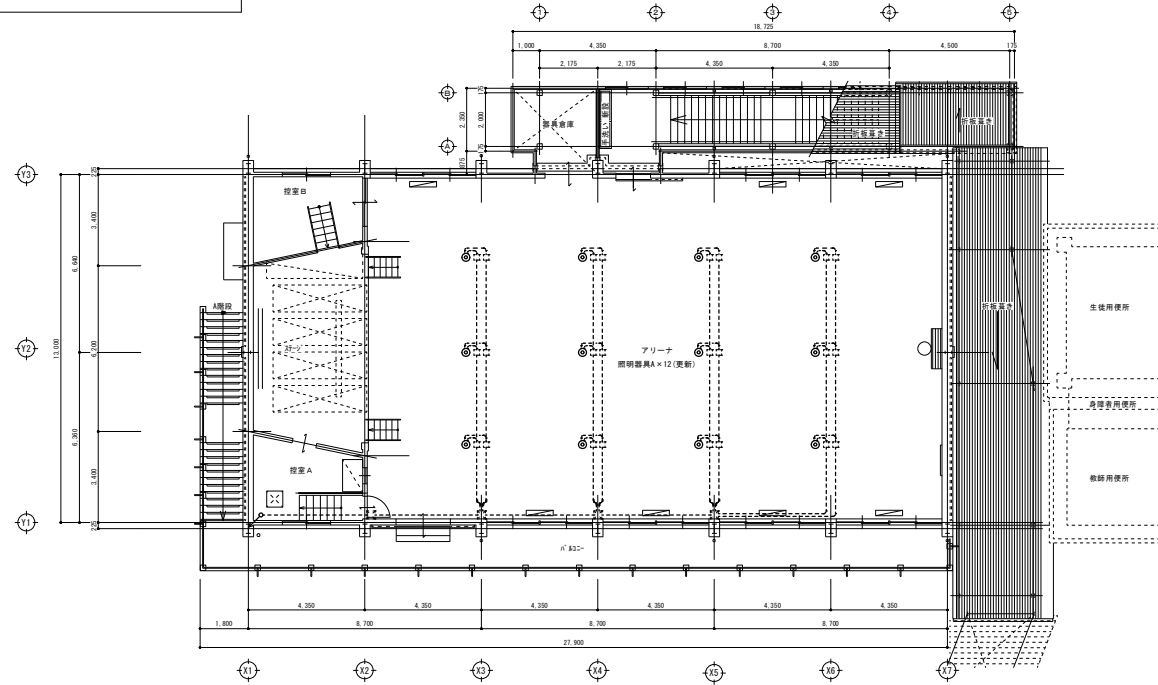 1 2 3 4 5
18,725
1,000 4,350 8,700 4,500 175
2,175 2,175 4,350 4,350
B
A
175
2,350 2,000
175
875
器具倉庫
手洗い 新設
折板葺き
折板葺き
Y3
225
控室B
3,400
6,640
A階段
折板葺き
生徒用便所
Y2
13,000
6,200
ステージ
アリーナ
照明器具A×12(更新)
身障者用便所
6,360
3,400
控室A
教師用便所
Y1
225
バルコニー
4,350 4,350 4,350 4,350 4,350 4,350
1,800 8,700 8,700 8,700
27,900
X1 X2 X3 X4 X5 X6 X7